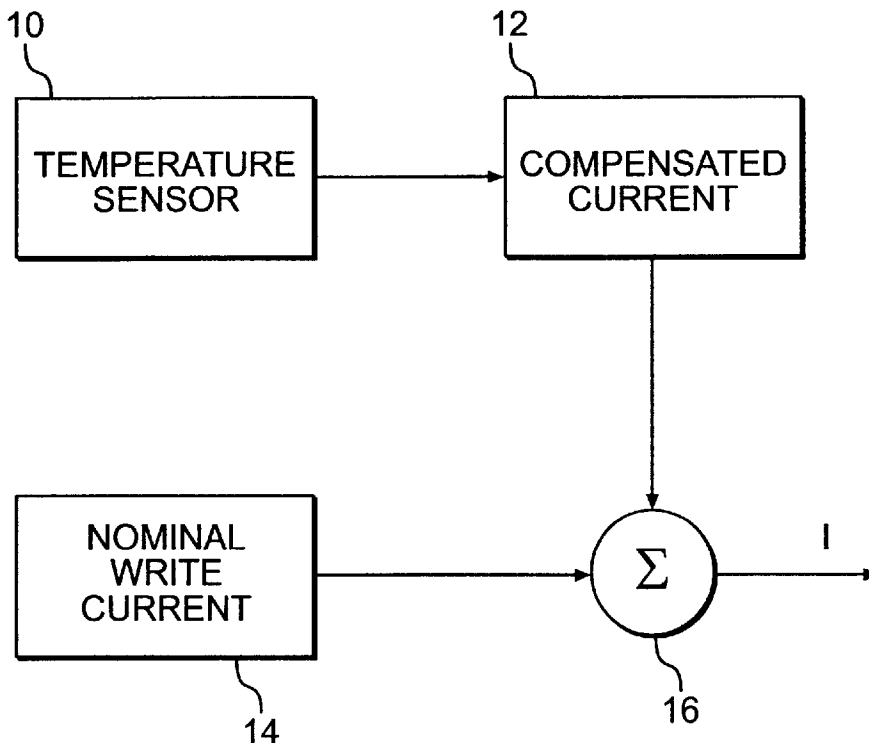 10
12
TEMPERATURE
SENSOR
COMPENSATED
CURRENT
NOMINAL
WRITE
CURRENT
Σ
I
14
16